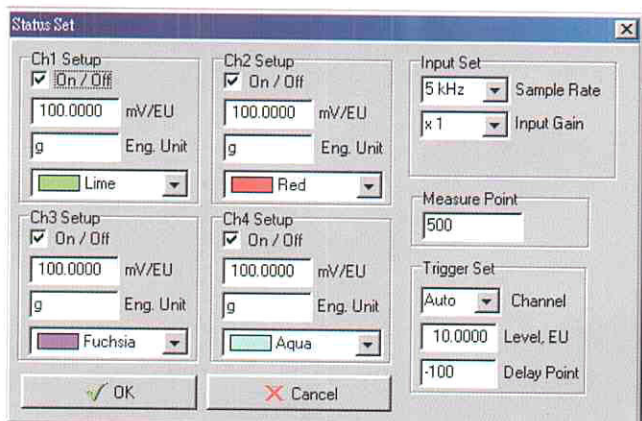 Status Set
Ch1 Setup
On / Off
100.0000 mV/EU
g Eng. Unit
Lime
Ch2 Setup
On / Off
100.0000 mV/EU
g Eng. Unit
Red
Ch3 Setup
On / Off
100.0000 mV/EU
g Eng. Unit
Fuchsia
Ch4 Setup
On / Off
100.0000 mV/EU
g Eng. Unit
Aqua
OK
Cancel
Input Set
5 kHz Sample Rate
x 1 Input Gain
Measure Point
500
Trigger Set
Auto Channel
10.0000 Level, EU
-100 Delay Point